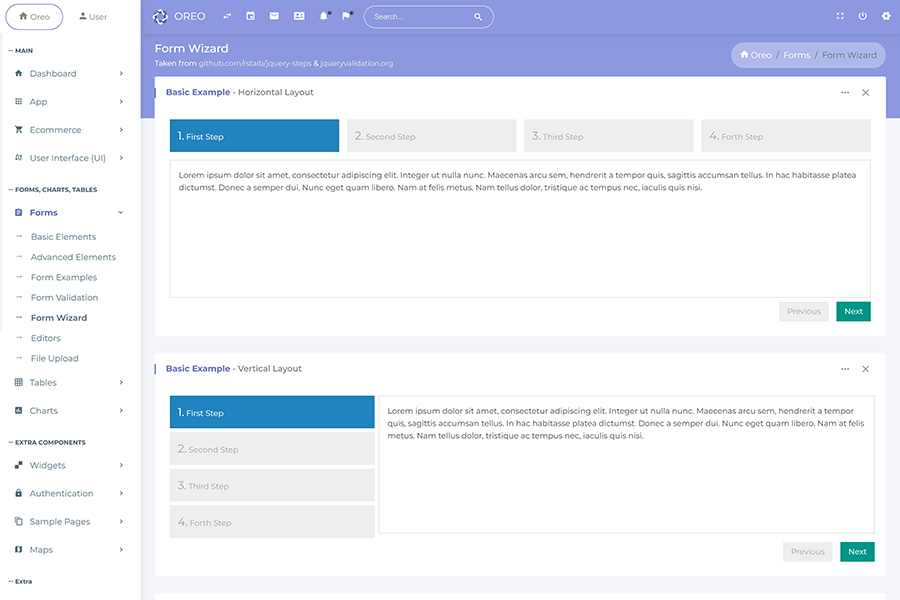 Oreo
User
OREO
Search...
-- MAIN
Dashboard
App
Ecommerce
User Interface (UI)
-- FORMS, CHARTS, TABLES
Forms
Basic Elements
Advanced Elements
Form Examples
Form Validation
Form Wizard
Editors
File Upload
Tables
Charts
-- EXTRA COMPONENTS
Widgets
Authentication
Sample Pages
Maps
-- Extra
Form Wizard
Taken from github.com/rstaib/jquery-steps & jqueryvalidation.org
Oreo / Forms / Form Wizard
Basic Example - Horizontal Layout
1. First Step
2. Second Step
3. Third Step
4. Forth Step
Lorem ipsum dolor sit amet, consectetur adipiscing elit. Integer ut nulla nunc. Maecenas arcu sem, hendrerit a tempor quis, sagittis accumsan tellus. In hac habitasse platea
dictumst. Donec a semper dui. Nunc eget quam libero. Nam at felis metus. Nam tellus dolor, tristique ac tempus nec, iaculis quis nisi.
Previous
Next
Basic Example - Vertical Layout
1. First Step
2. Second Step
3. Third Step
4. Forth Step
Lorem ipsum dolor sit amet, consectetur adipiscing elit. Integer ut nulla nunc. Maecenas arcu sem, hendrerit a tempor
quis, sagittis accumsan tellus. In hac habitasse platea dictumst. Donec a semper dui. Nunc eget quam libero. Nam at felis
metus. Nam tellus dolor, tristique ac tempus nec, iaculis quis nisi.
Previous
Next